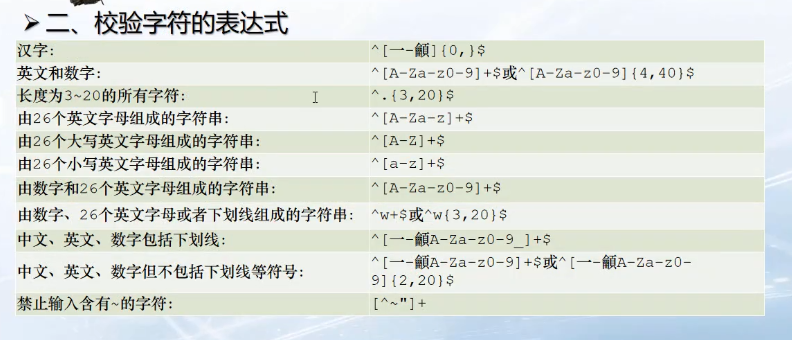 ➢ 二、校验字符的表达式
汉字: ^[一-龥]{0,}$
英文和数字: ^[A-Za-z0-9]+$或^[A-Za-z0-9]{4,40}$
长度为3~20的所有字符: ^.{3,20}$
由26个英文字母组成的字符串: ^[A-Za-z]+$
由26个大写英文字母组成的字符串: ^[A-Z]+$
由26个小写英文字母组成的字符串: ^[a-z]+$
由数字和26个英文字母组成的字符串: ^[A-Za-z0-9]+$
由数字、26个英文字母或者下划线组成的字符串: ^w+$或^w{3,20}$
中文、英文、数字包括下划线: ^[一-龥A-Za-z0-9_]+$
中文、英文、数字但不包括下划线等符号: ^[一-龥A-Za-z0-9]+$或^[一-龥A-Za-z0-
9]{2,20}$
禁止输入含有~的字符: [^~"]+